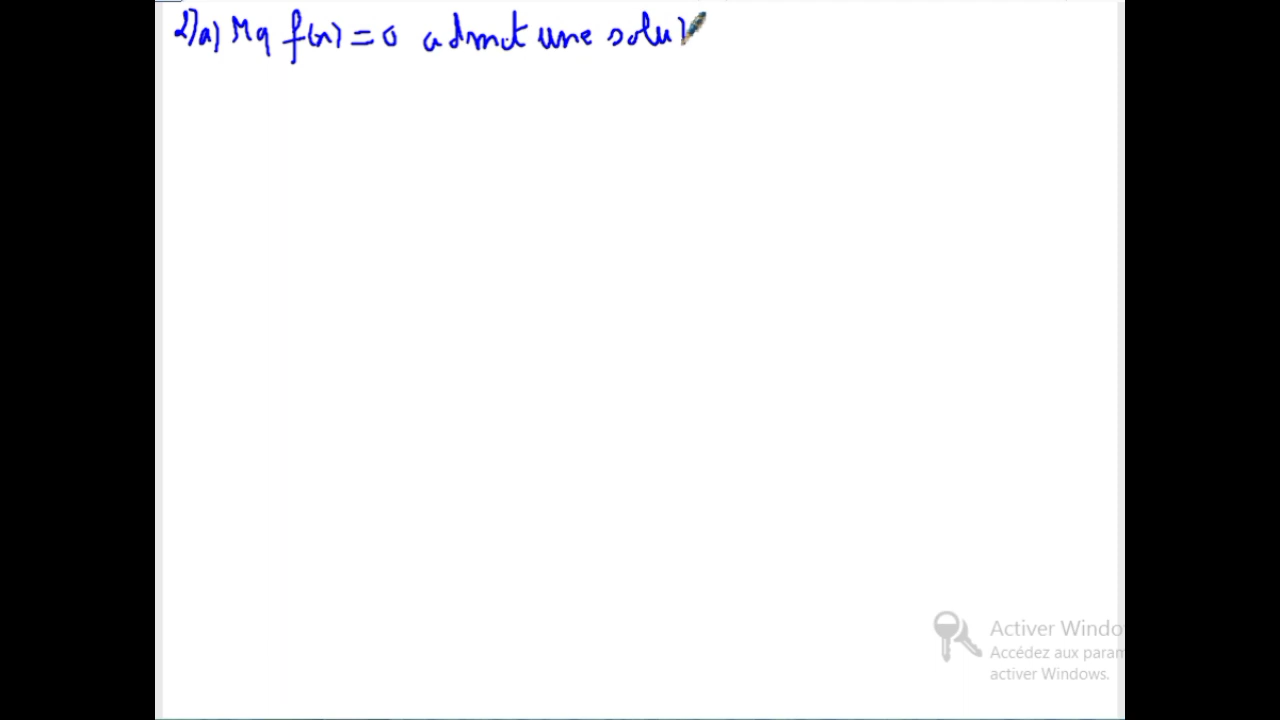 2)a) Mq f(x) = 0 admet une solu
Activer Windo
Accédez aux param
activer Windows.